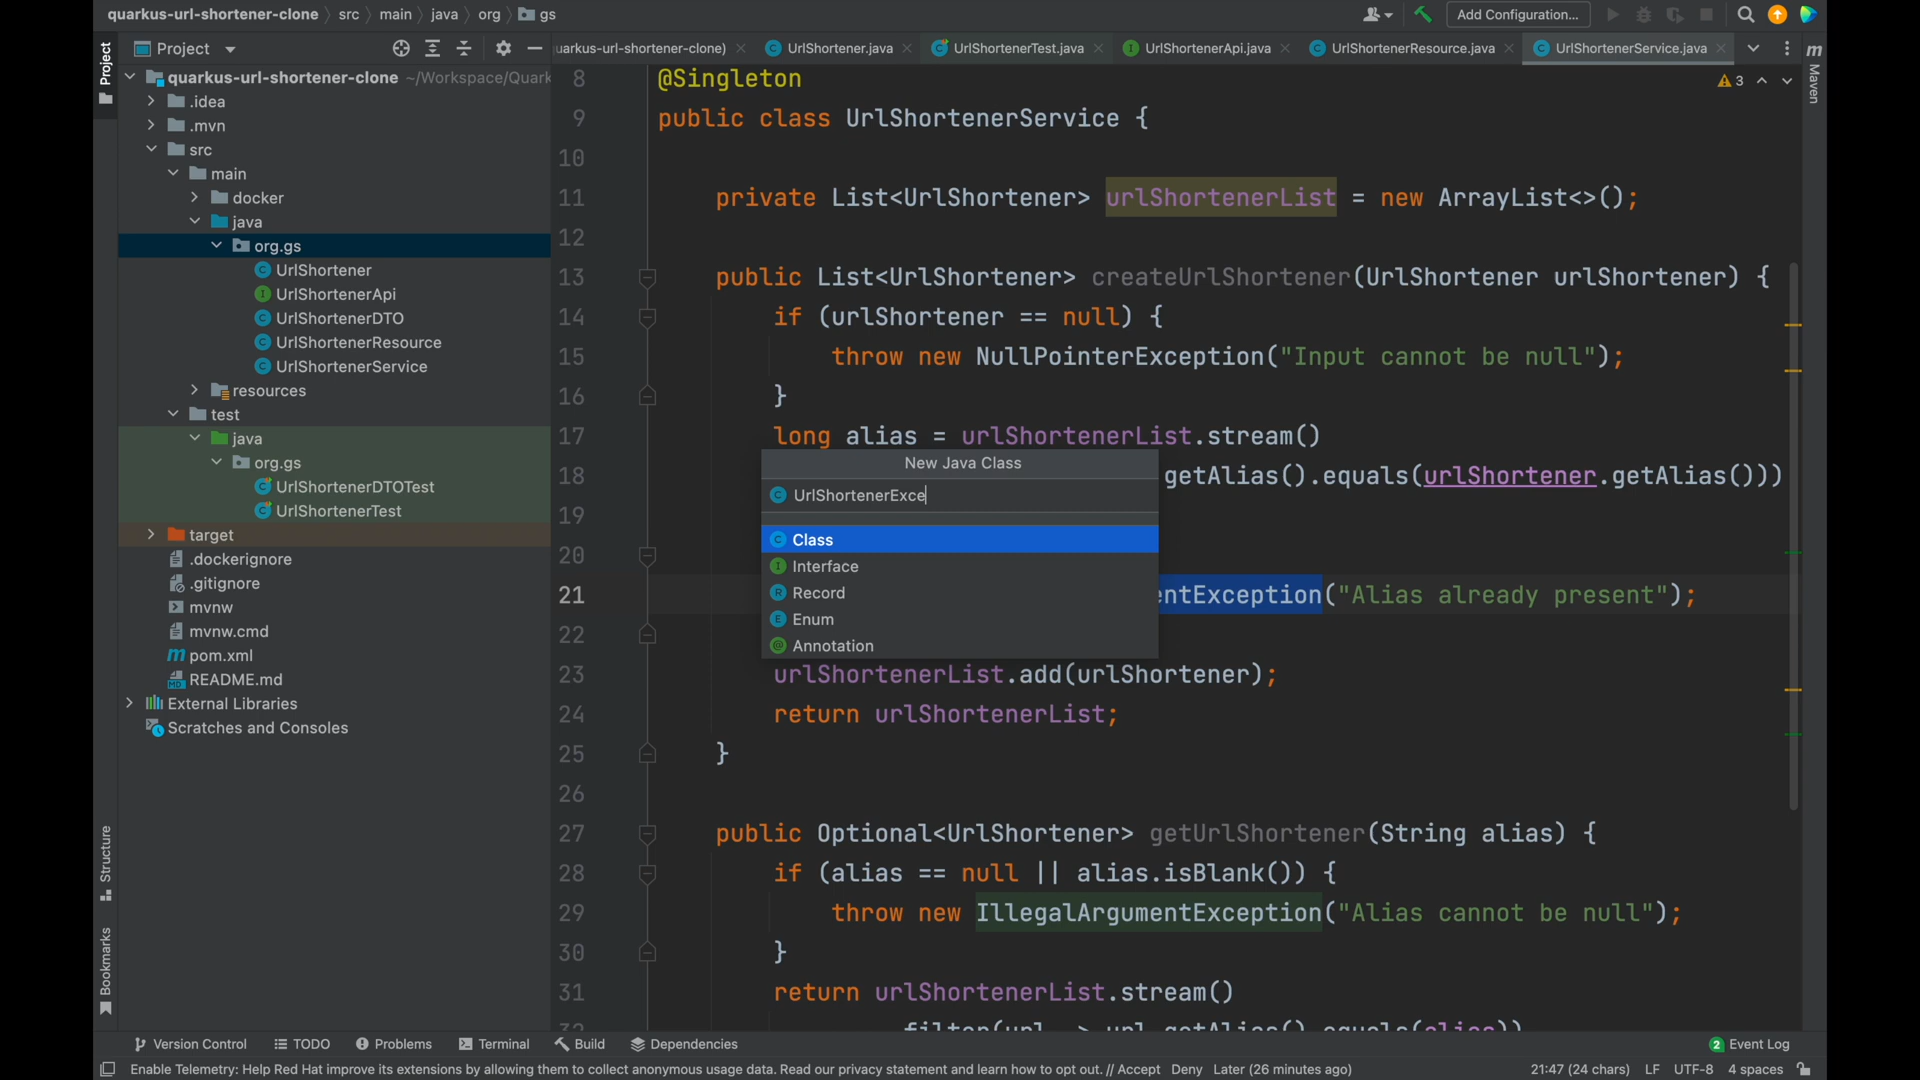 quarkus-url-shortener-clone src main java org gs
Add Configuration...
Project
Project
arkus-url-shortener-clone)
UrlShortener.java
UrlShortenerTest.java
UrlShortenerApi.java
UrlShortenerResource.java
UrlShortenerService.java
Maven
quarkus-url-shortener-clone ~/Workspace/Quark
.idea
.mvn
src
main
docker
java
org.gs
UrlShortener
UrlShortenerApi
UrlShortenerDTO
UrlShortenerResource
UrlShortenerService
resources
test
java
org.gs
UrlShortenerDTOTest
UrlShortenerTest
target
.dockerignore
.gitignore
mvnw
mvnw.cmd
pom.xml
README.md
External Libraries
Scratches and Consoles
Structure
Bookmarks
3
8 @Singleton
9 public class UrlShortenerService {
10
11 private List<UrlShortener> urlShortenerList = new ArrayList<>();
12
13 public List<UrlShortener> createUrlShortener(UrlShortener urlShortener) {
14 if (urlShortener == null) {
15 throw new NullPointerException("Input cannot be null");
16 }
17 long alias = urlShortenerList.stream()
18 getAlias().equals(urlShortener.getAlias()))
19
20
21 ntException("Alias already present");
22
23 urlShortenerList.add(urlShortener);
24 return urlShortenerList;
25 }
26
27 public Optional<UrlShortener> getUrlShortener(String alias) {
28 if (alias == null || alias.isBlank()) {
29 throw new IllegalArgumentException("Alias cannot be null");
30 }
31 return urlShortenerList.stream()
32 .filter(url -> url.getAlias().equals(alias))
New Java Class
UrlShortenerExce
Class
Interface
Record
Enum
Annotation
Version Control TODO Problems Terminal Build Dependencies
2 Event Log
Enable Telemetry: Help Red Hat improve its extensions by allowing them to collect anonymous usage data. Read our privacy statement and learn how to opt out. // Accept Deny Later (26 minutes ago)
21:47 (24 chars) LF UTF-8 4 spaces